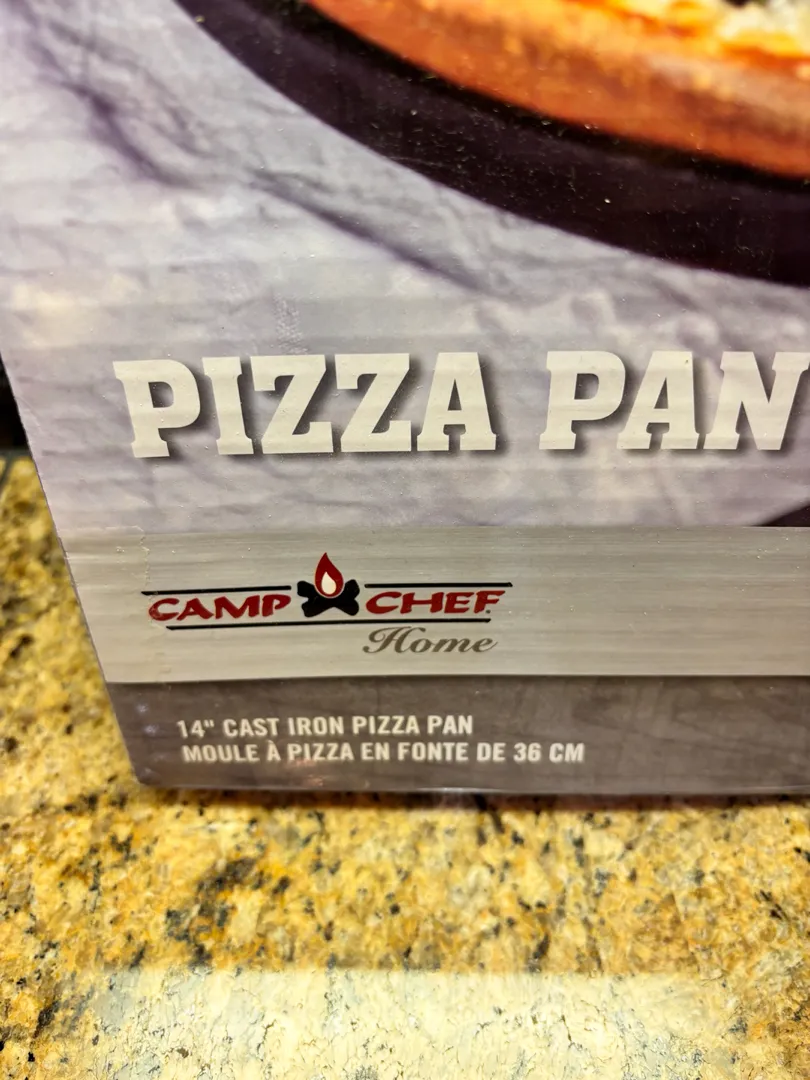 PIZZA PAN
CAMP CHEF
Home
14" CAST IRON PIZZA PAN
MOULE À PIZZA EN FONTE DE 36 CM